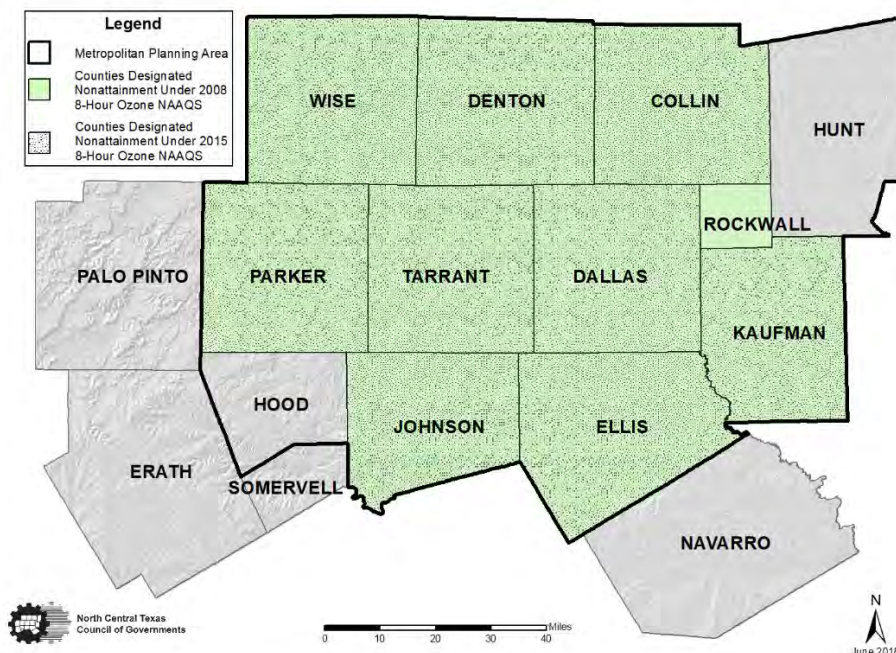 Legend
Metropolitan Planning Area
Counties Designated
Nonattainment Under 2008
8-Hour Ozone NAAQS
Counties Designated
Nonattainment Under 2015
8-Hour Ozone NAAQS
WISE
DENTON
COLLIN
HUNT
ROCKWALL
PALO PINTO
PARKER
TARRANT
DALLAS
KAUFMAN
HOOD
JOHNSON
ELLIS
ERATH
SOMERVELL
NAVARRO
North Central Texas
Council of Governments
Miles
0 10 20 30 40
N
June